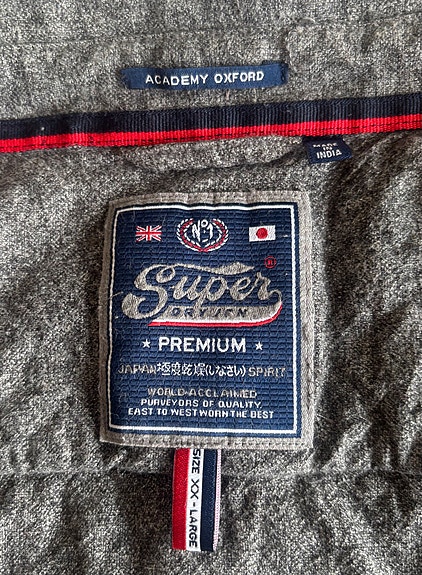 ACADEMY OXFORD
MADE
IN
INDIA
Nº1
Super
®
PREMIUM
JAPAN極度乾燥(しなさい)SPIRIT
WORLD-ACCLAIMED
PURVEYORS OF QUALITY
EAST TO WEST WORN THE BEST
SIZE XX-LARGE